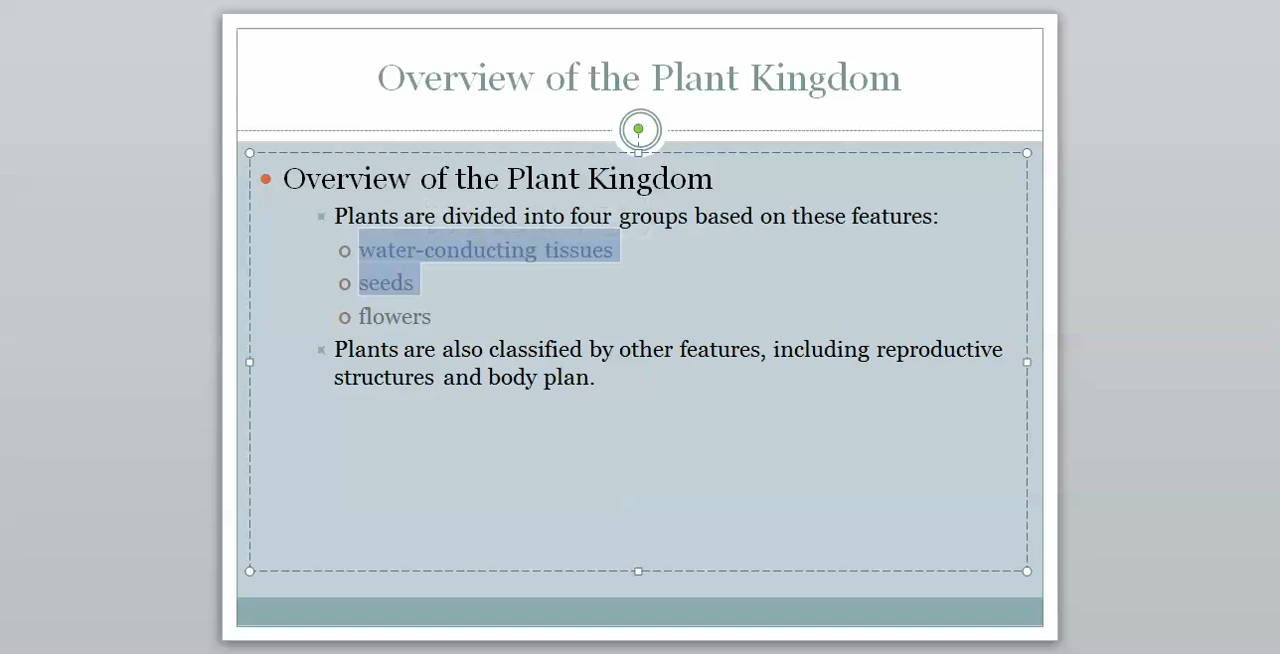 Overview of the Plant Kingdom
Overview of the Plant Kingdom
Plants are divided into four groups based on these features:
water-conducting tissues
seeds
flowers
Plants are also classified by other features, including reproductive
structures and body plan.